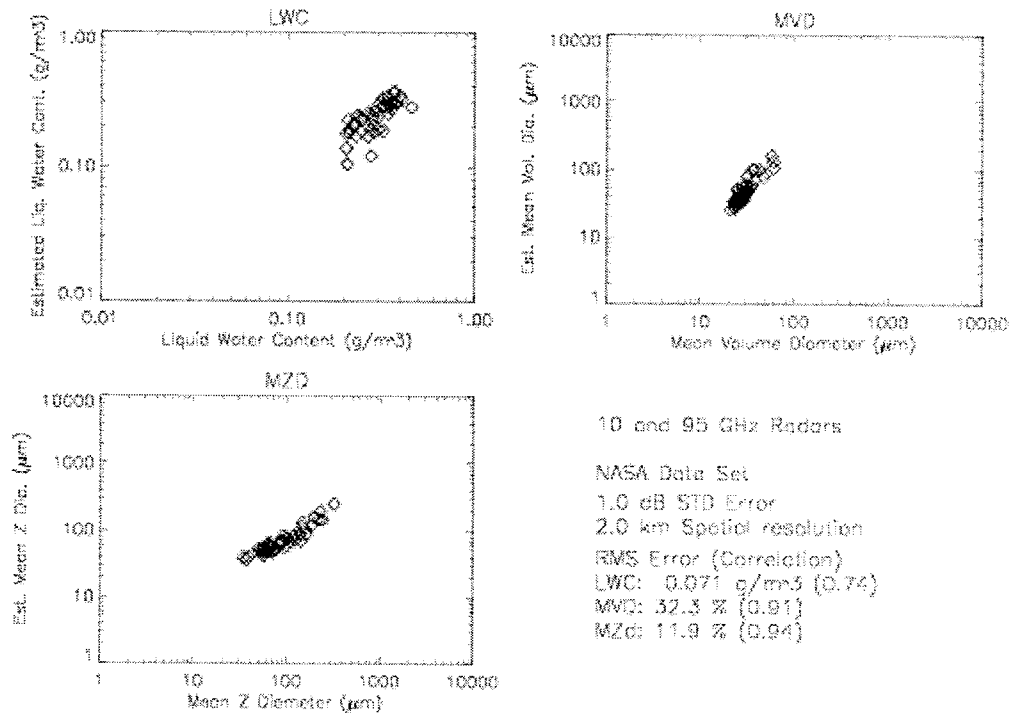 LWC
1.00
0.10
0.01
Estimated Liq. Water Cont. (g/m3)
0.01 0.10 1.00
Liquid Water Content (g/m3)
MVD
10000
1000
100
10
1
Est. Mean Vol. Dia. (μm)
1 10 100 1000 10000
Mean Volume Diameter (μm)
MZD
10000
1000
100
10
1
Est. Mean Z Dia. (μm)
1 10 100 1000 10000
Mean Z Diameter (μm)
10 and 95 GHz Radars
NASA Data Set
1.0 dB STD Error
2.0 km Spatial resolution
RMS Error (Correlation)
LWC: 0.071 g/m3 (0.74)
MVD: 32.3 % (0.91)
MZd: 11.9 % (0.94)